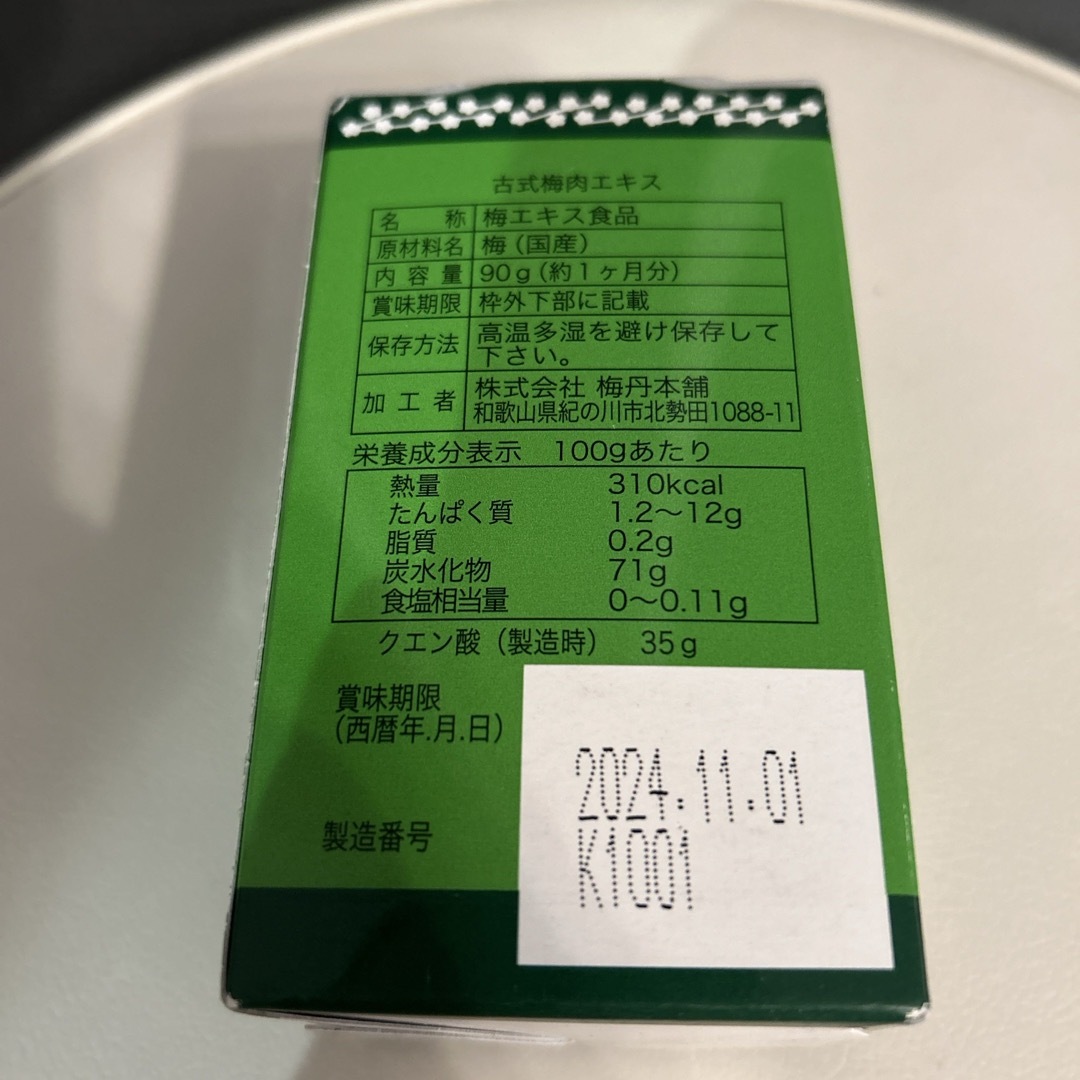 古式梅肉エキス
名称 梅エキス食品
原材料名 梅(国産)
内容量 90g(約1ヶ月分)
賞味期限 枠外下部に記載
保存方法 高温多湿を避け保存して
下さい。
加工者 株式会社 梅丹本舗
和歌山県紀の川市北勢田1088-11
栄養成分表示 100gあたり
熱量 310kcal
たんぱく質 1.2〜12g
脂質 0.2g
炭水化物 71g
食塩相当量 0〜0.11g
クエン酸(製造時) 35g
賞味期限
(西暦年.月.日)
2024.11.01
製造番号
K1001